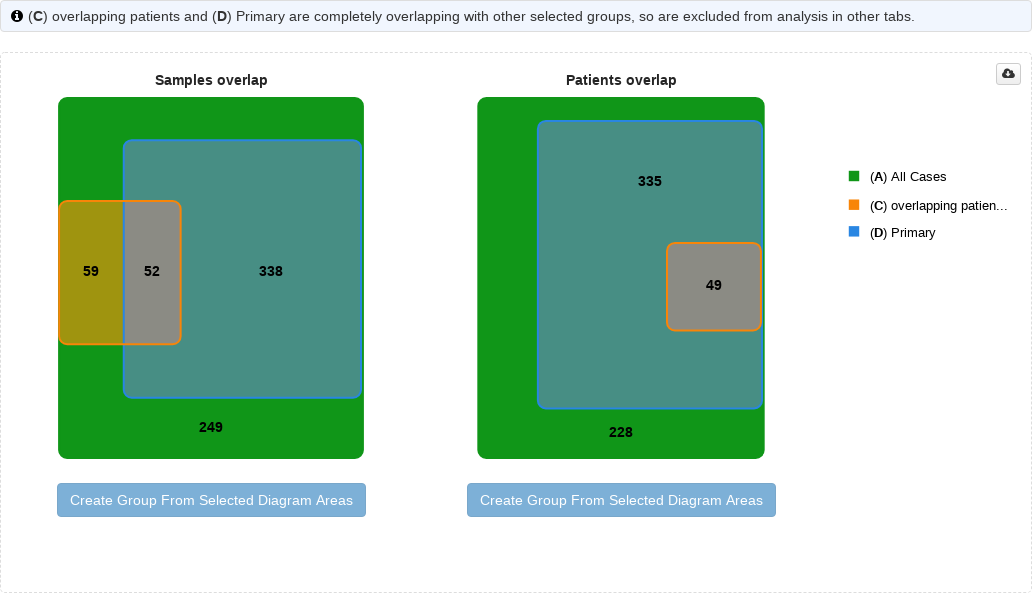 (C) overlapping patients and (D) Primary are completely overlapping with other selected groups, so are excluded from analysis in other tabs.
Samples overlap
59
52
338
249
Create Group From Selected Diagram Areas
Patients overlap
335
49
228
Create Group From Selected Diagram Areas
(A) All Cases
(C) overlapping patien...
(D) Primary